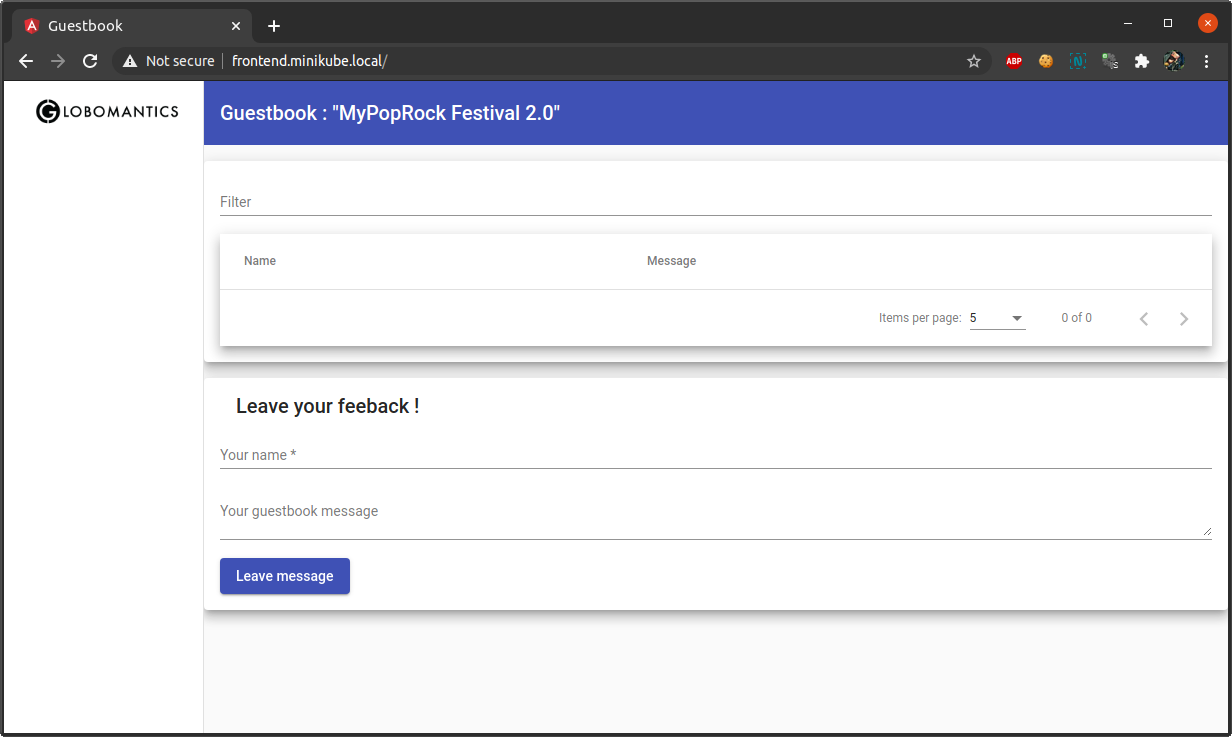 Guestbook
Not secure frontend.minikube.local/
ABP
GLOBOMANTICS
Guestbook : "MyPopRock Festival 2.0"
Filter
Name Message
Items per page: 5 0 of 0
Leave your feeback !
Your name *
Your guestbook message
Leave message